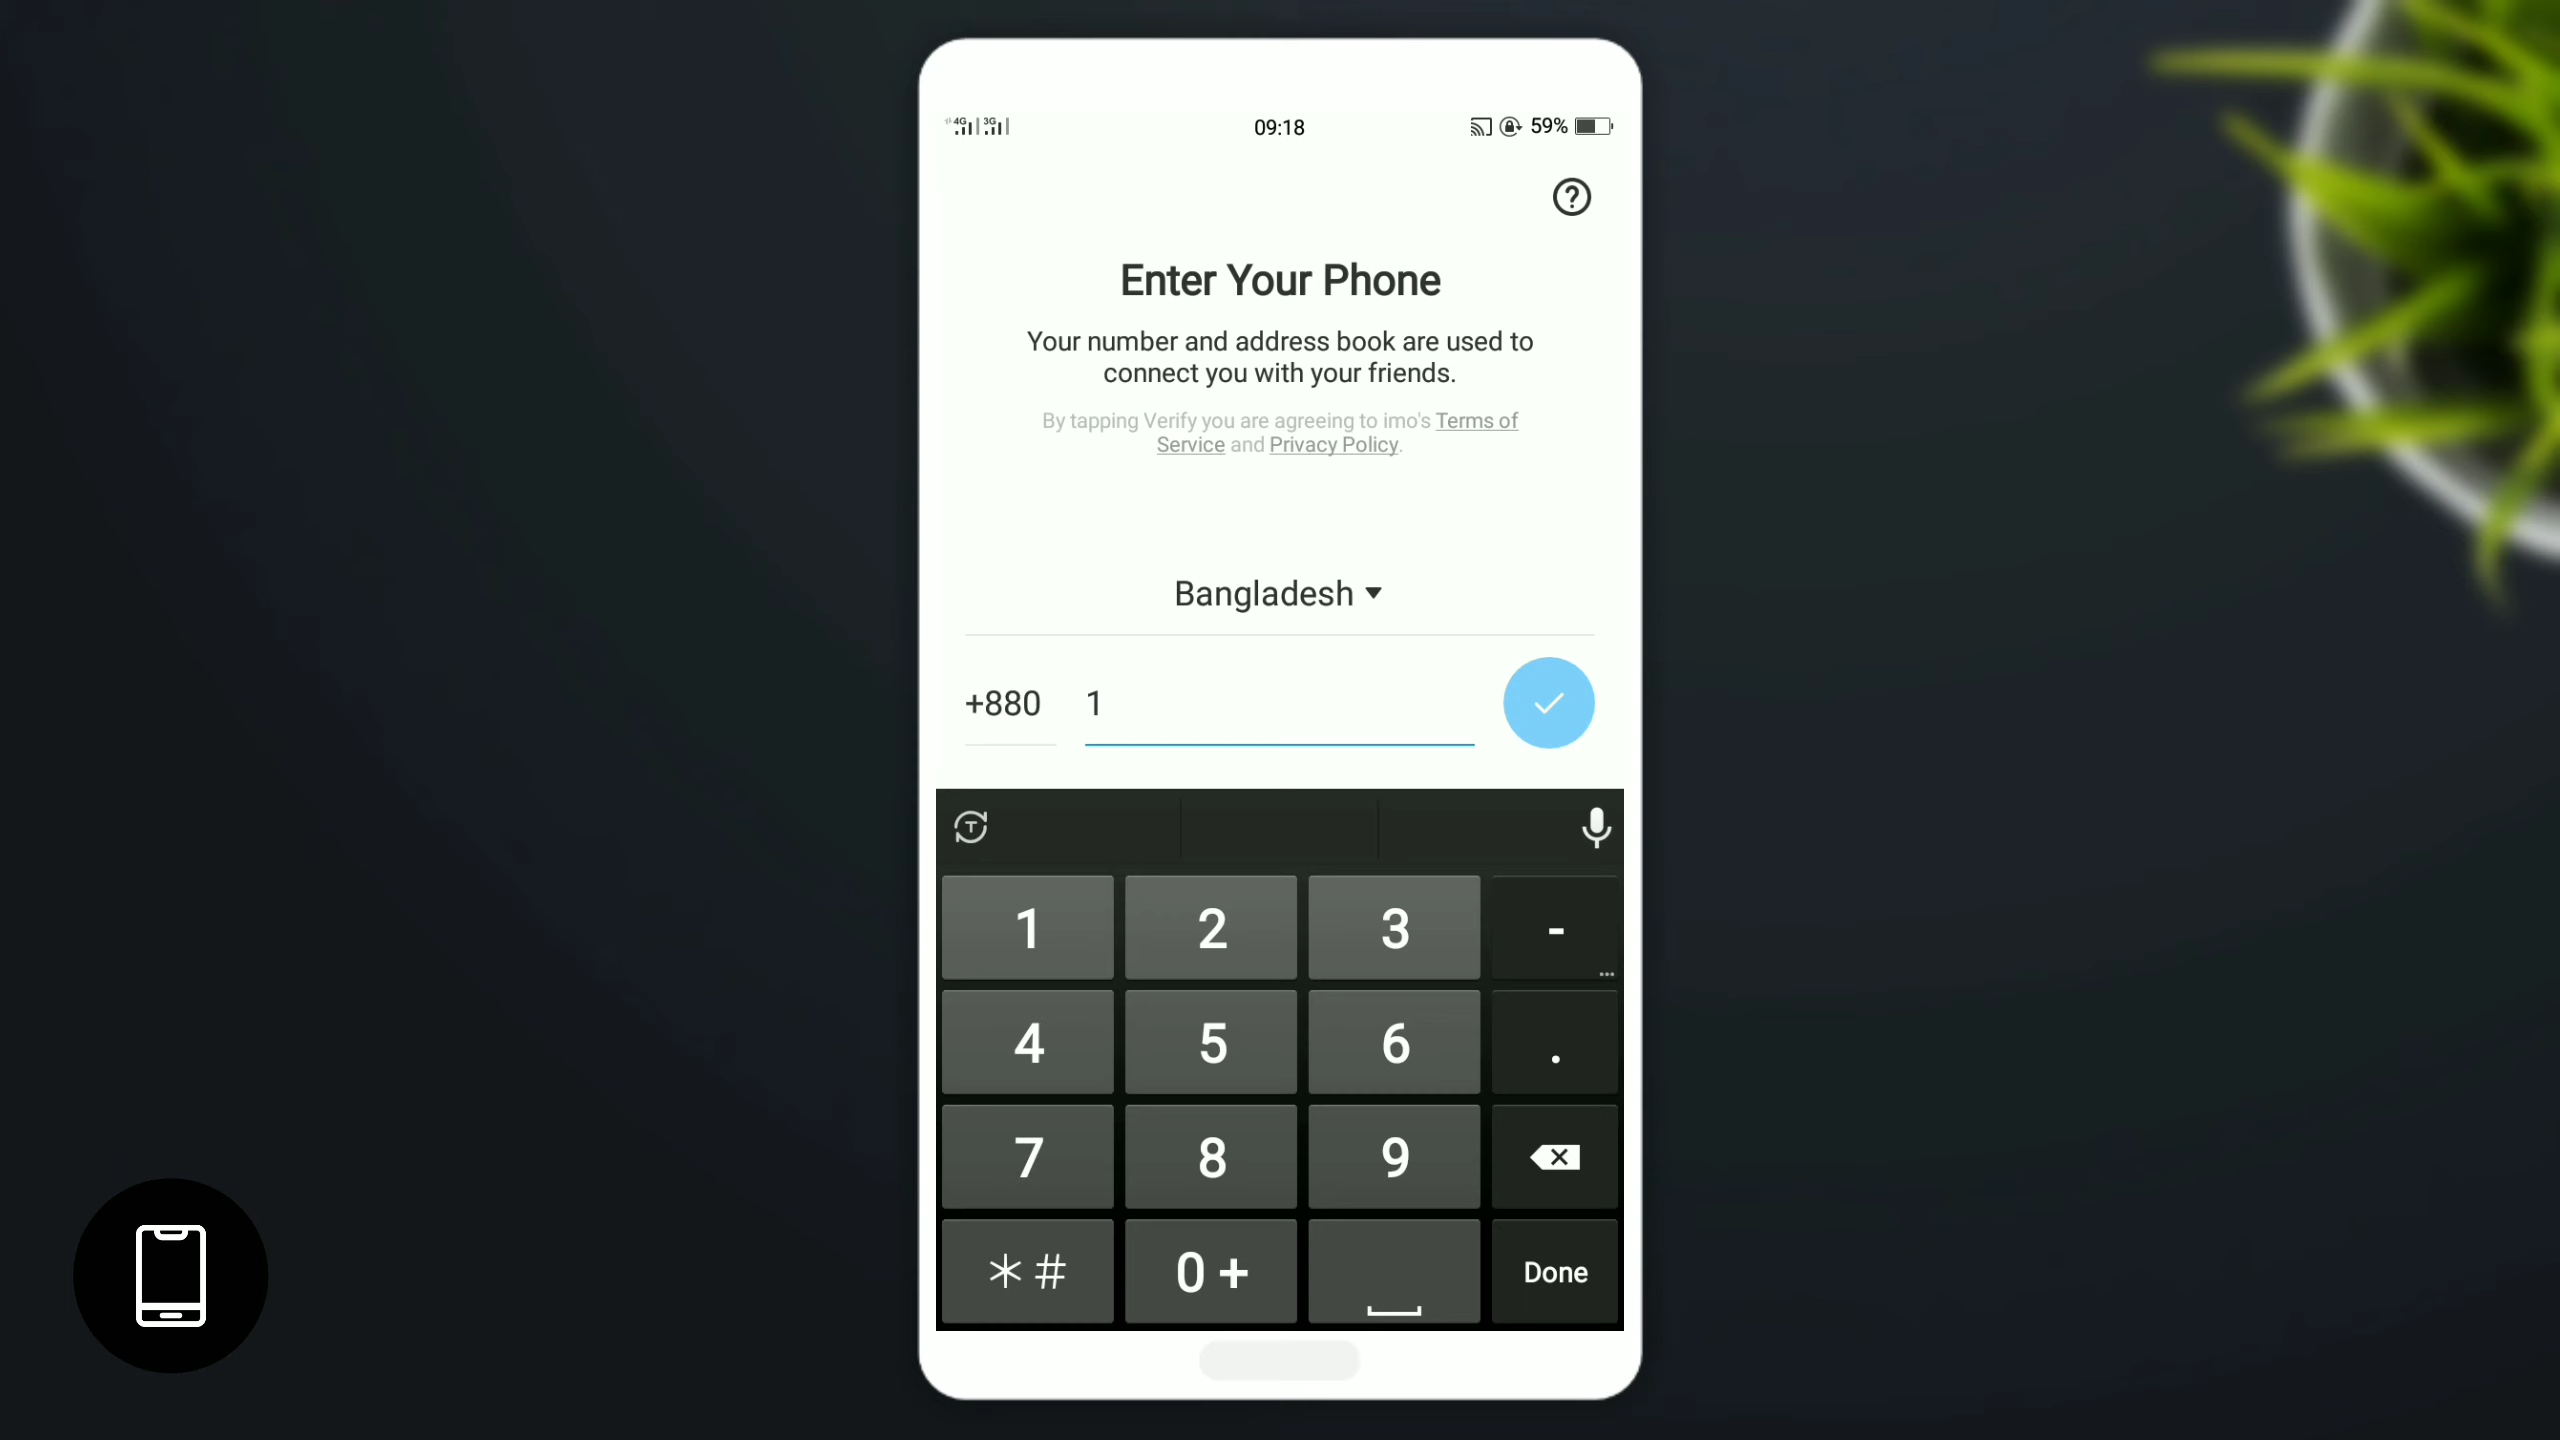 4G 3G 09:18 59%
Enter Your Phone
Your number and address book are used to
connect you with your friends.
By tapping Verify you are agreeing to imo's Terms of
Service and Privacy Policy.
Bangladesh
+880 1
T
1 2 3 -
4 5 6 .
7 8 9
*# 0 +
Done